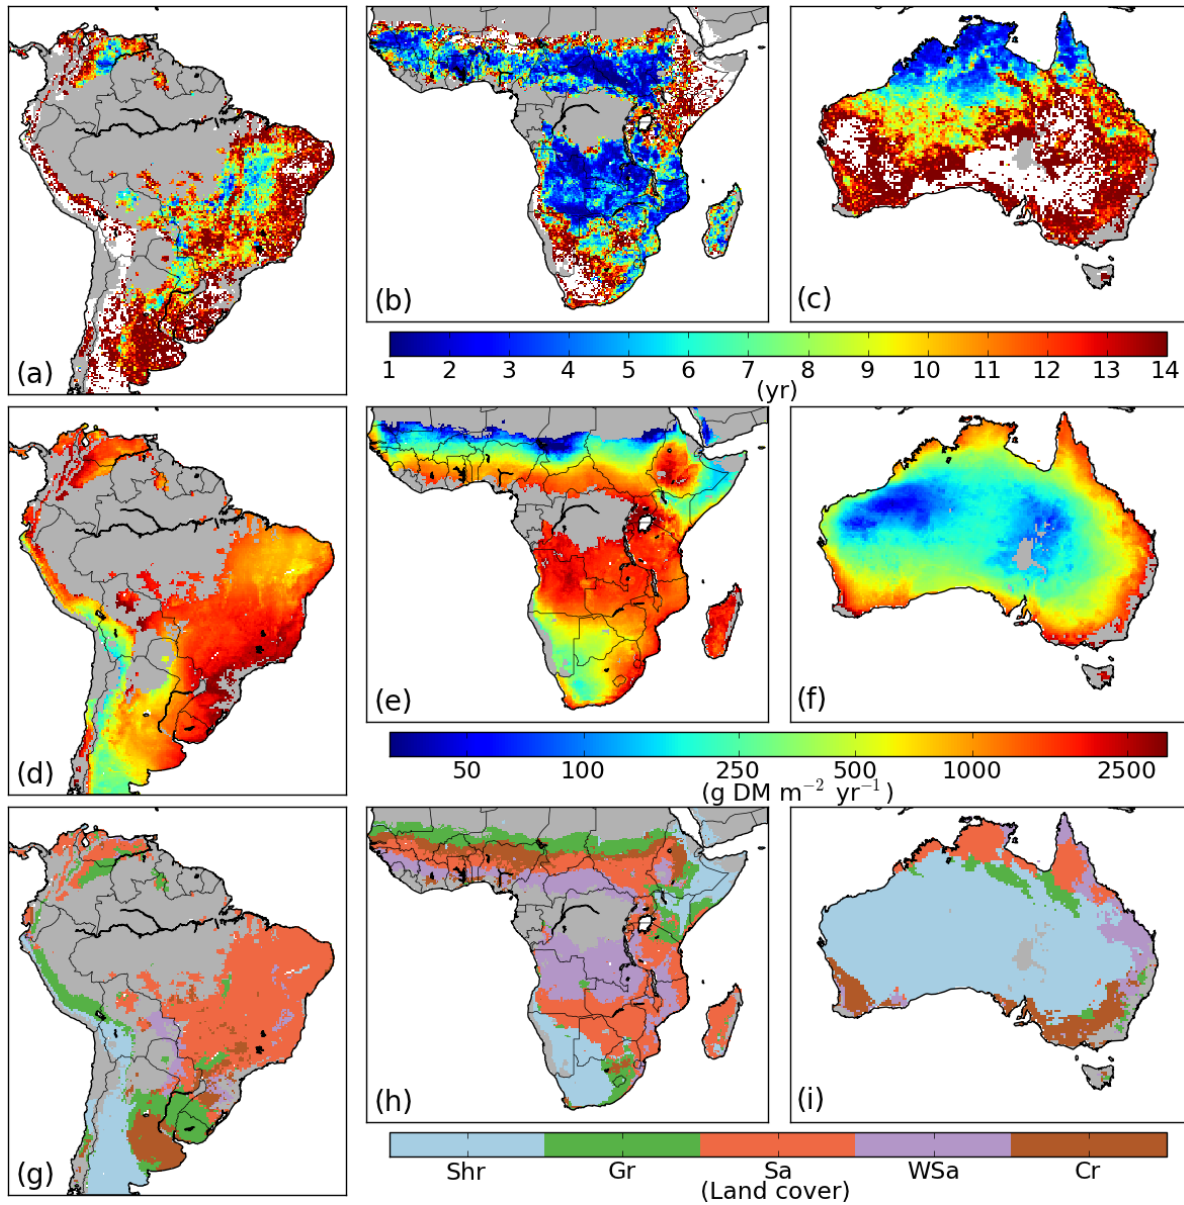 (a)
(b)
(c)
1 2 3 4 5 6 7 8 9 10 11 12 13 14
(yr)
(d)
(e)
(f)
50 100 250 500 1000 2500
(g DM m⁻² yr⁻¹)
(g)
(h)
(i)
Shr Gr Sa WSa Cr
(Land cover)